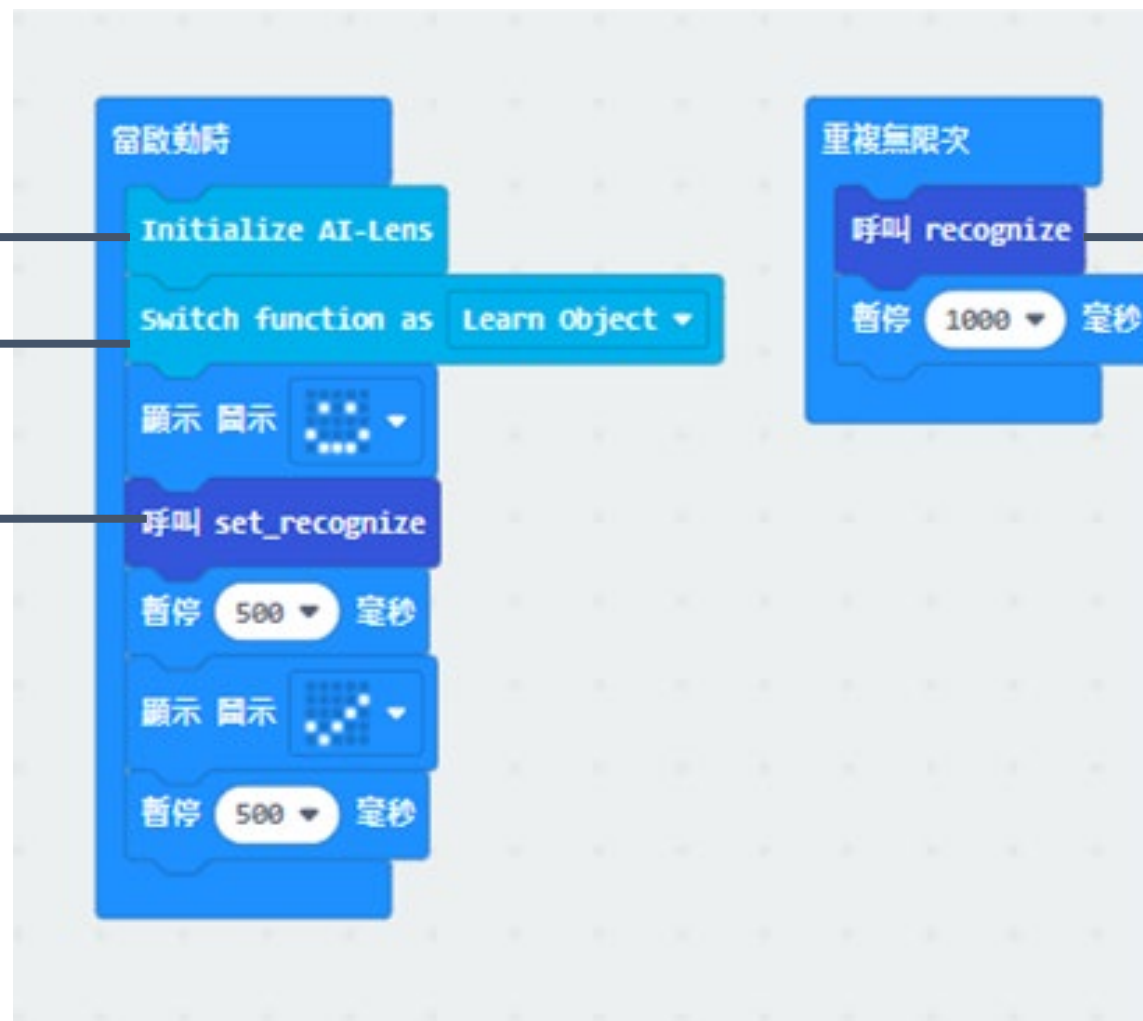 當啟動時
Initialize AI-Lens
Switch function as Learn Object
顯示 圖示
呼叫 set_recognize
暫停 500 毫秒
顯示 圖示
暫停 500 毫秒
重複無限次
呼叫 recognize
暫停 1000 毫秒